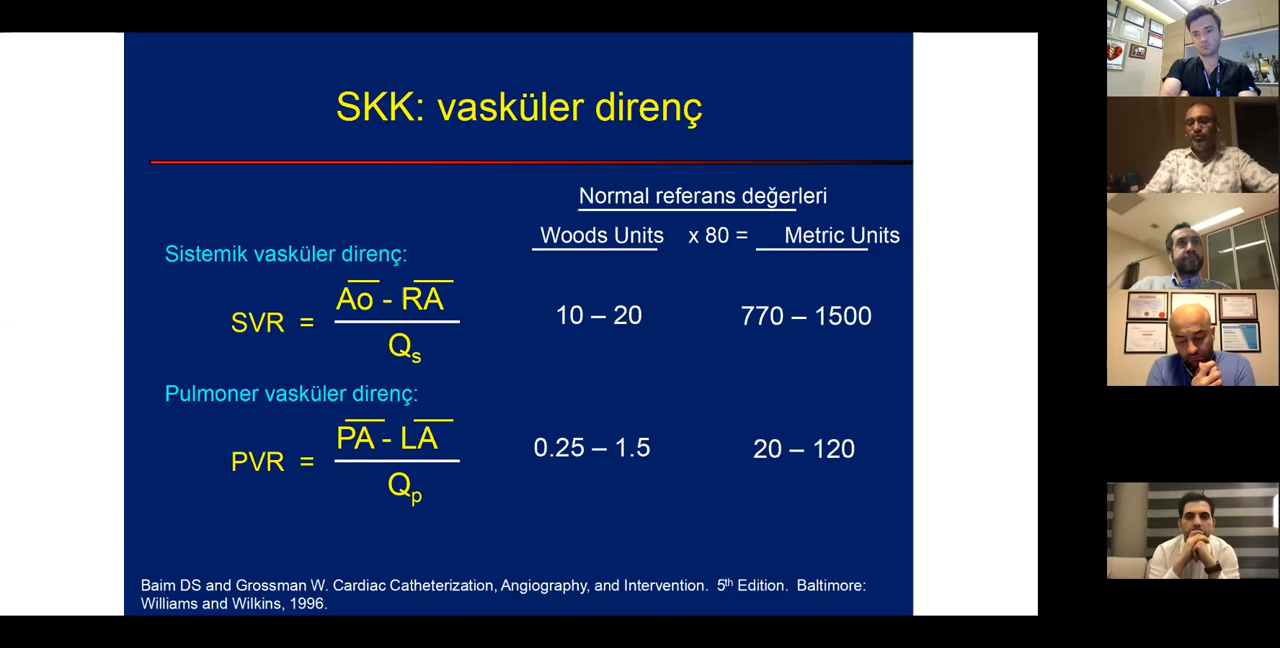 SKK: vasküler direnç
Normal referans değerleri
Woods Units x 80 = Metric Units
Sistemik vasküler direnç:
SVR = Ao - RA / Qs 10 – 20 770 – 1500
Pulmoner vasküler direnç:
PVR = PA - LA / Qp 0.25 – 1.5 20 – 120
Baim DS and Grossman W. Cardiac Catheterization, Angiography, and Intervention. 5th Edition. Baltimore:
Williams and Wilkins, 1996.